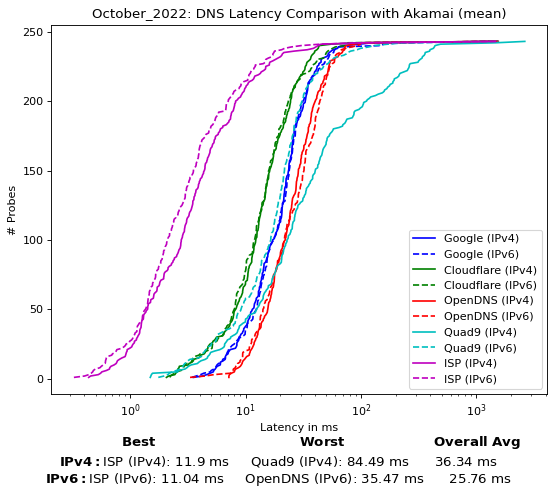 October_2022: DNS Latency Comparison with Akamai (mean)
250
200
150
100
50
0
# Probes
10⁰ 10¹ 10² 10³
Latency in ms
Google (IPv4)
Google (IPv6)
Cloudflare (IPv4)
Cloudflare (IPv6)
OpenDNS (IPv4)
OpenDNS (IPv6)
Quad9 (IPv4)
Quad9 (IPv6)
ISP (IPv4)
ISP (IPv6)
Best Worst Overall Avg
IPv4: ISP (IPv4): 11.9 ms Quad9 (IPv4): 84.49 ms 36.34 ms
IPv6: ISP (IPv6): 11.04 ms OpenDNS (IPv6): 35.47 ms 25.76 ms